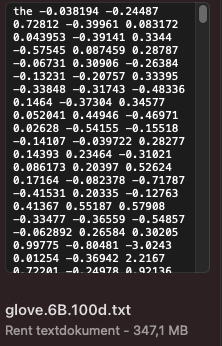 the -0.038194 -0.24487
0.72812 -0.39961 0.083172
0.043953 -0.39141 0.3344
-0.57545 0.087459 0.28787
-0.06731 0.30906 -0.26384
-0.13231 -0.20757 0.33395
-0.33848 -0.31743 -0.48336
0.1464 -0.37304 0.34577
0.052041 0.44946 -0.46971
0.02628 -0.54155 -0.15518
-0.14107 -0.039722 0.28277
0.14393 0.23464 -0.31021
0.086173 0.20397 0.52624
0.17164 -0.082378 -0.71787
-0.41531 0.20335 -0.12763
0.41367 0.55187 0.57908
-0.33477 -0.36559 -0.54857
-0.062892 0.26584 0.30205
0.99775 -0.80481 -3.0243
0.01254 -0.36942 2.2167
0.72201 -0.24978 0.92136
glove.6B.100d.txt
Rent textdokument – 347,1 MB